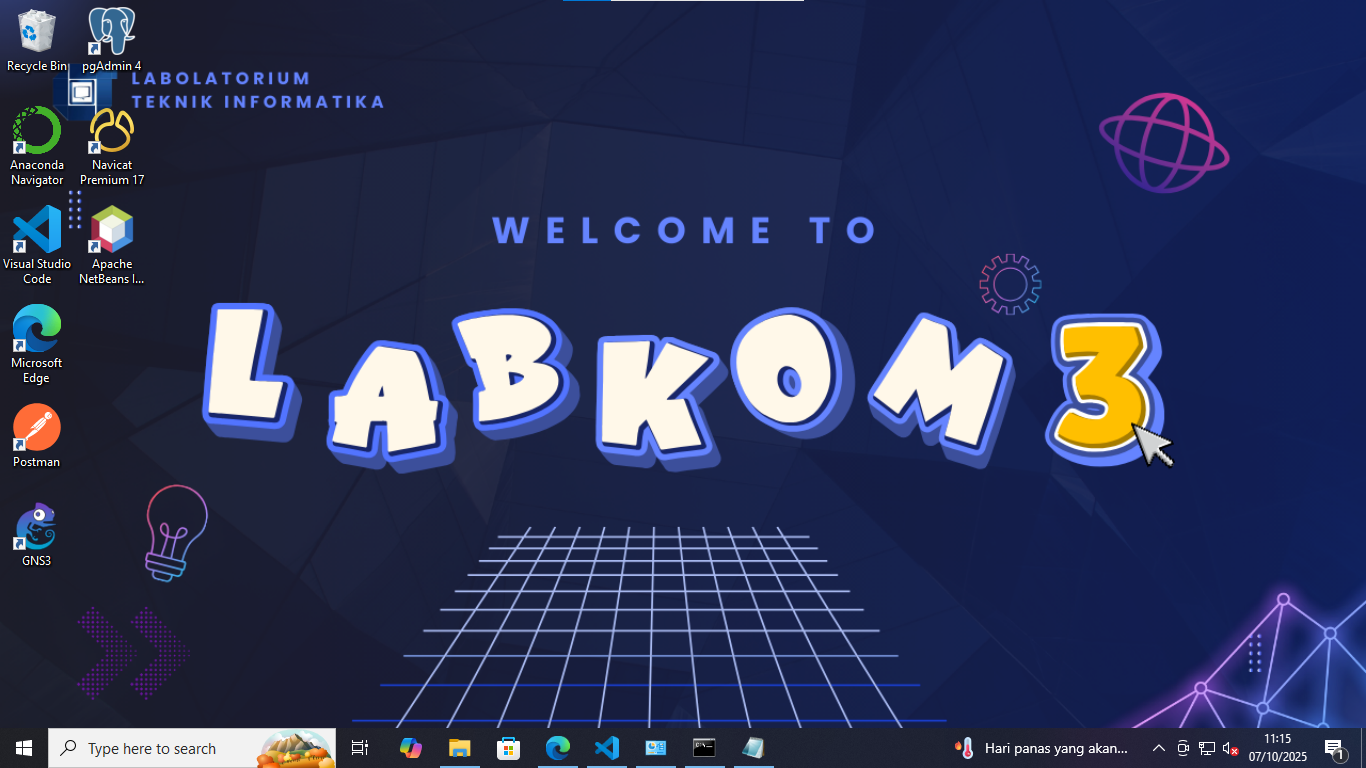 Recycle Bin
pgAdmin 4
LABOLATORIUM
TEKNIK INFORMATIKA
Anaconda
Navigator
Navicat
Premium 17
Visual Studio
Code
Apache
NetBeans I...
Microsoft
Edge
Postman
GNS3
WELCOME TO
LABKOM 3
Type here to search
Hari panas yang akan...
11:15
07/10/2025
1